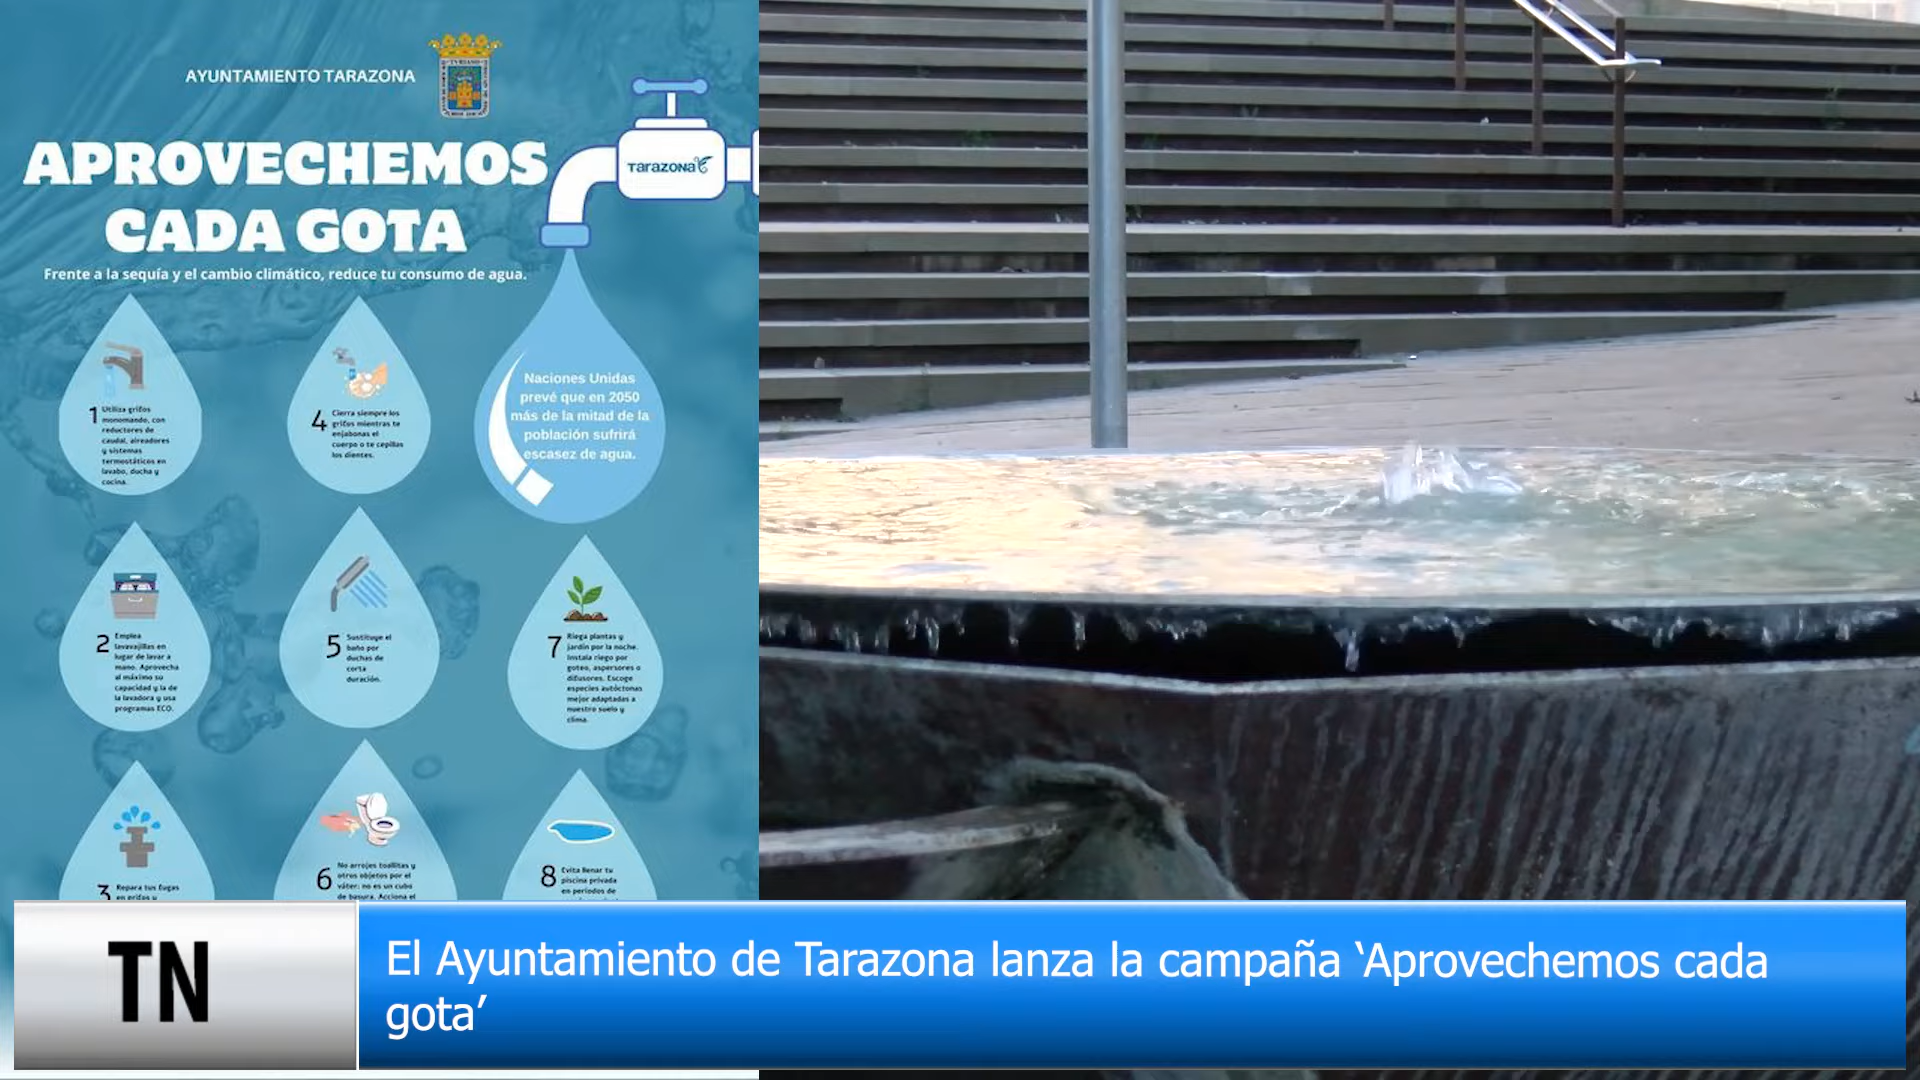 AYUNTAMIENTO TARAZONA
APROVECHEMOS
CADA GOTA
Tarazona
Frente a la sequía y el cambio climático, reduce tu consumo de agua.
1 Utiliza grifos
monomando, con
reductores de
caudal, aireadores
y sistemas
termostáticos en
lavabo, ducha y
cocina.
4 Cierra siempre los
grifos mientras te
enjabonas el
cuerpo o te cepillas
los dientes.
Naciones Unidas
prevé que en 2050
más de la mitad de la
población sufrirá
escasez de agua.
2 Emplea
lavavajillas en
lugar de lavar a
mano. Aprovecha
al máximo su
capacidad y la de
la lavadora y usa
programas ECO.
5 Sustituye el
baño por
duchas de
corta
duración.
7 Riega plantas y
jardín por la noche.
Instala riego por
goteo, aspersores o
difusores. Escoge
especies autóctonas
mejor adaptadas a
nuestro suelo y
clima.
3 Repara tus fugas
en grifos y
6 No arrojes toallitas y
otros objetos por el
váter: no es un cubo
de basura. Acciona el
8 Evita llenar tu
piscina privada
en periodos de
TN
El Ayuntamiento de Tarazona lanza la campaña ‘Aprovechemos cada
gota’